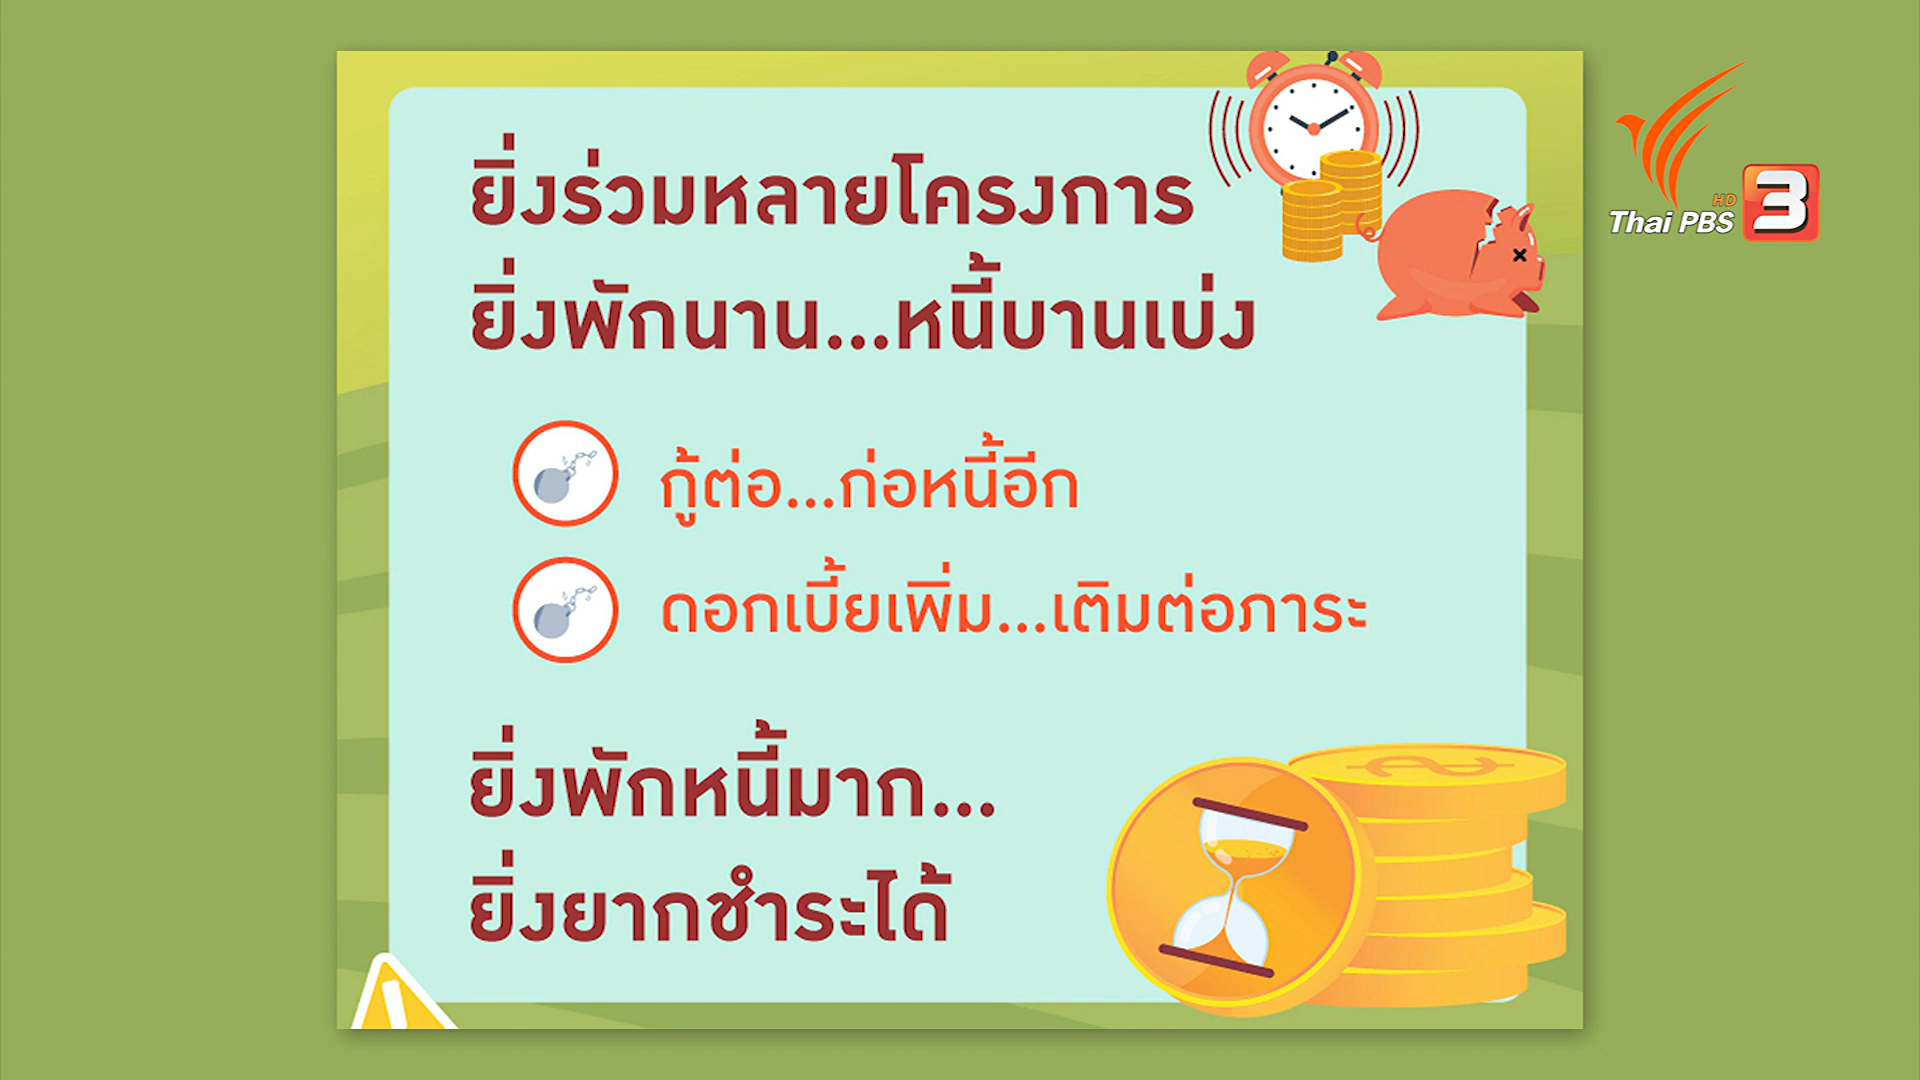 ยิ่งร่วมหลายโครงการ
ยิ่งพักนาน...หนี้บานเบ่ง
กู้ต่อ...ก่อหนี้อีก
ดอกเบี้ยเพิ่ม...เติมต่อภาระ
ยิ่งพักหนี้มาก...
ยิ่งยากชำระได้
HD
Thai PBS 3